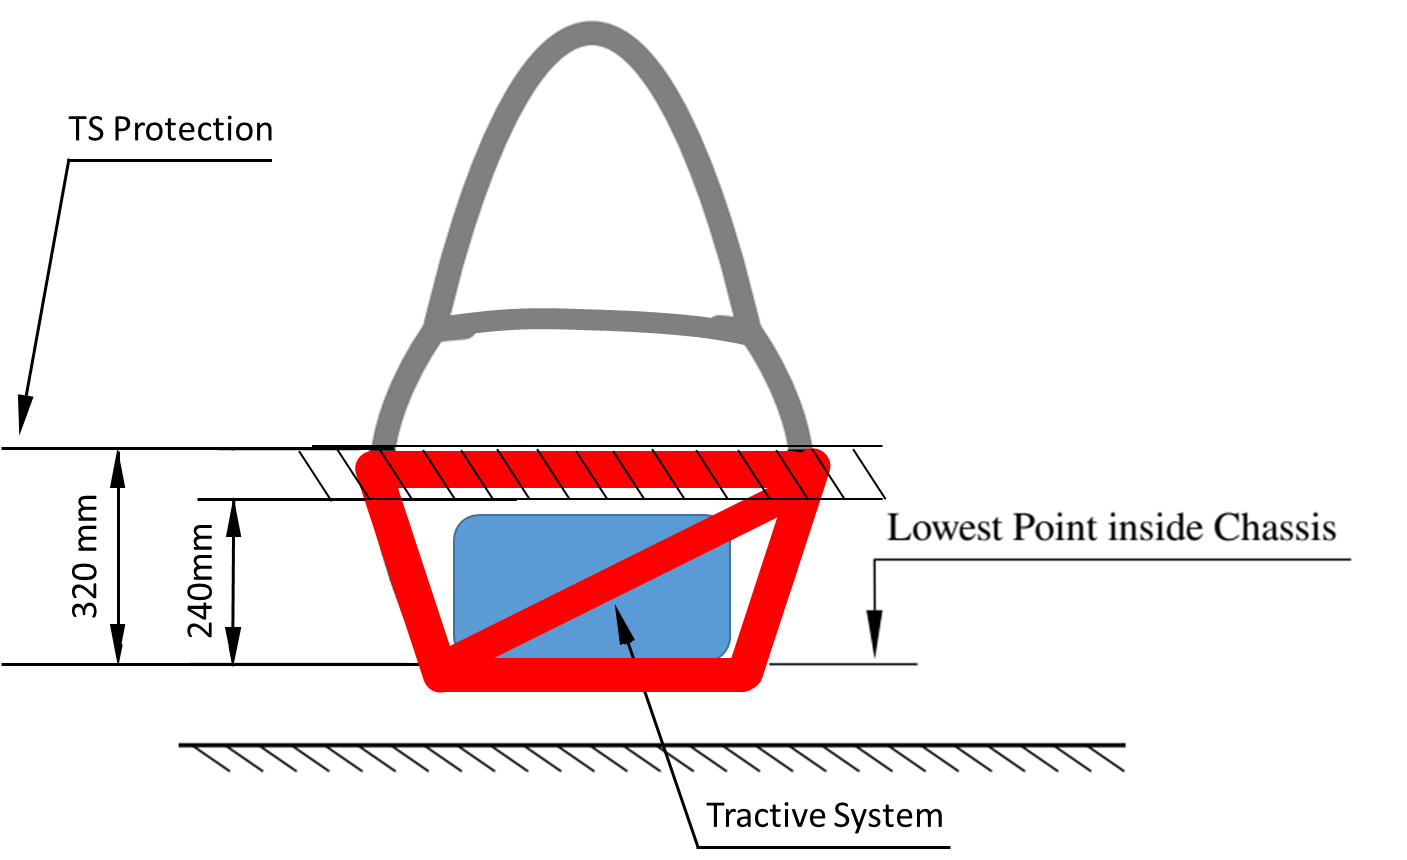 TS Protection
320 mm
240mm
Lowest Point inside Chassis
Tractive System